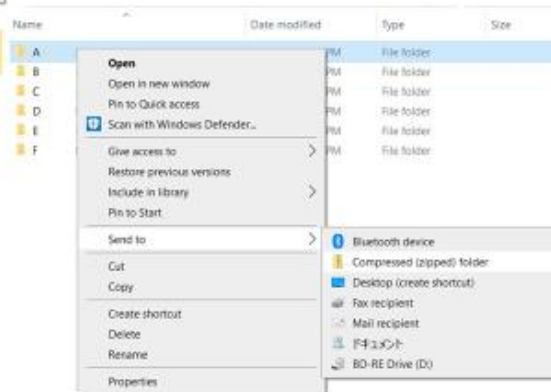 Name Date modified Type Size
A PM File folder
B PM File folder
C PM File folder
D PM File folder
E PM File folder
F PM File folder
Open
Open in new window
Pin to Quick access
Scan with Windows Defender...
Give access to
Restore previous versions
Include in library
Pin to Start
Send to
Cut
Copy
Create shortcut
Delete
Rename
Properties
Bluetooth device
Compressed (zipped) folder
Desktop (create shortcut)
Fax recipient
Mail recipient
ドキュメント
BD-RE Drive (D:)